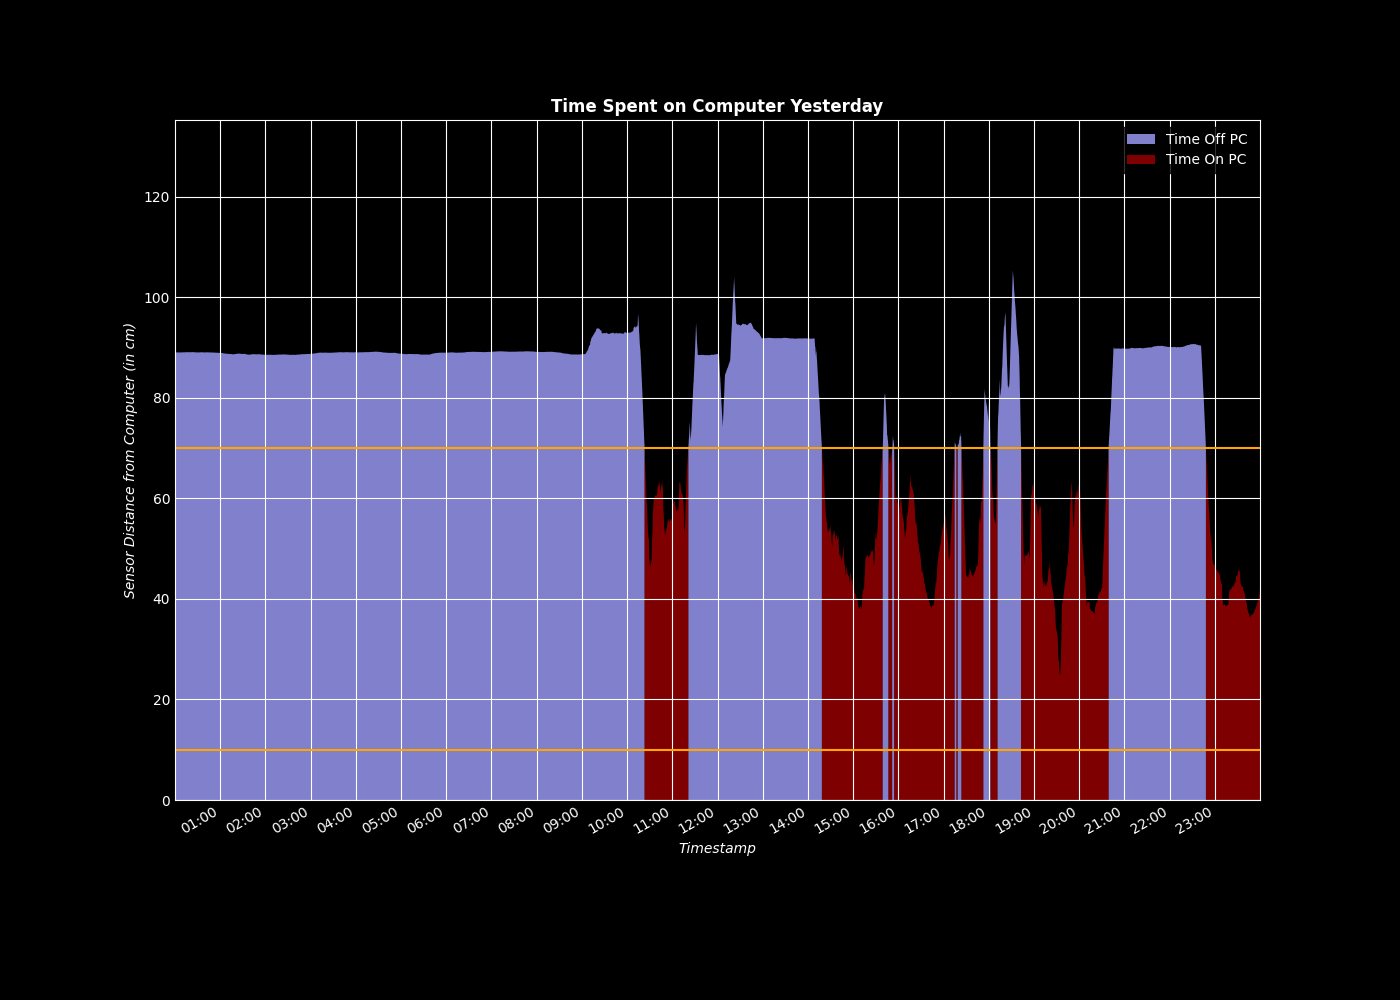 Time Spent on Computer Yesterday
Time Off PC
Time On PC
120
100
80
60
40
20
0
Sensor Distance from Computer (in cm)
01:00 02:00 03:00 04:00 05:00 06:00 07:00 08:00 09:00 10:00 11:00 12:00 13:00 14:00 15:00 16:00 17:00 18:00 19:00 20:00 21:00 22:00 23:00
Timestamp